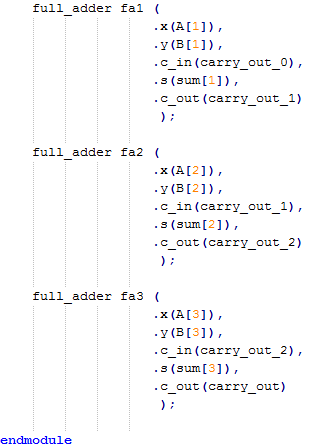 full_adder fa1 (
.x(A[1]),
.y(B[1]),
.c_in(carry_out_0),
.s(sum[1]),
.c_out(carry_out_1)
);
full_adder fa2 (
.x(A[2]),
.y(B[2]),
.c_in(carry_out_1),
.s(sum[2]),
.c_out(carry_out_2)
);
full_adder fa3 (
.x(A[3]),
.y(B[3]),
.c_in(carry_out_2),
.s(sum[3]),
.c_out(carry_out)
);
endmodule